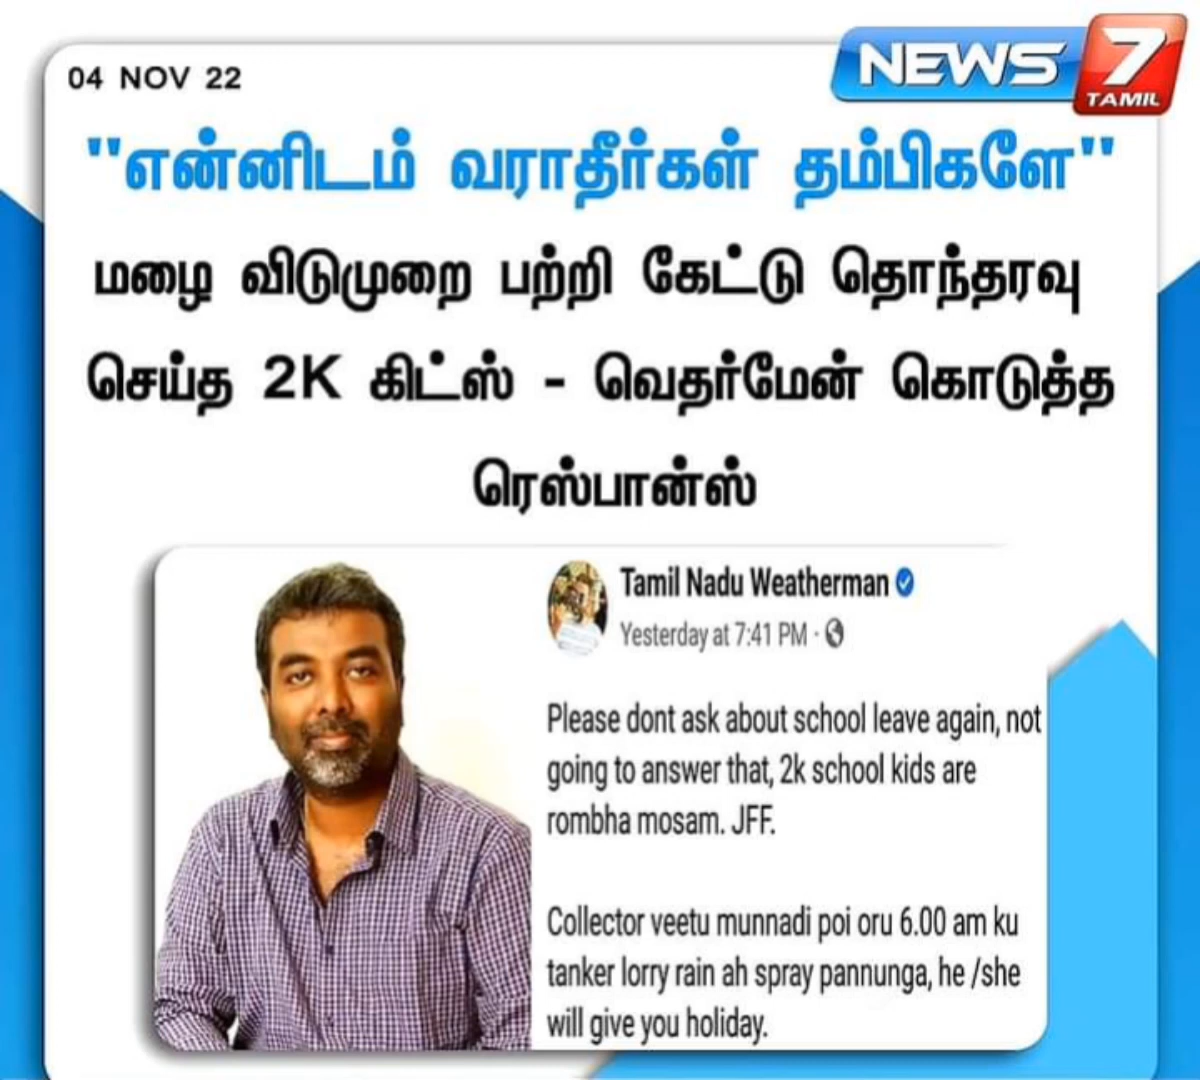 04 NOV 22
NEWS 7
TAMIL
"என்னிடம் வராதீர்கள் தம்பிகளே"
மழை விடுமுறை பற்றி கேட்டு தொந்தரவு
செய்த 2K கிட்ஸ் - வெதர்மேன் கொடுத்த
ரெஸ்பான்ஸ்
Tamil Nadu Weatherman
Yesterday at 7:41 PM ·
Please dont ask about school leave again, not
going to answer that, 2k school kids are
rombha mosam. JFF.
Collector veetu munnadi poi oru 6.00 am ku
tanker lorry rain ah spray pannunga, he /she
will give you holiday.